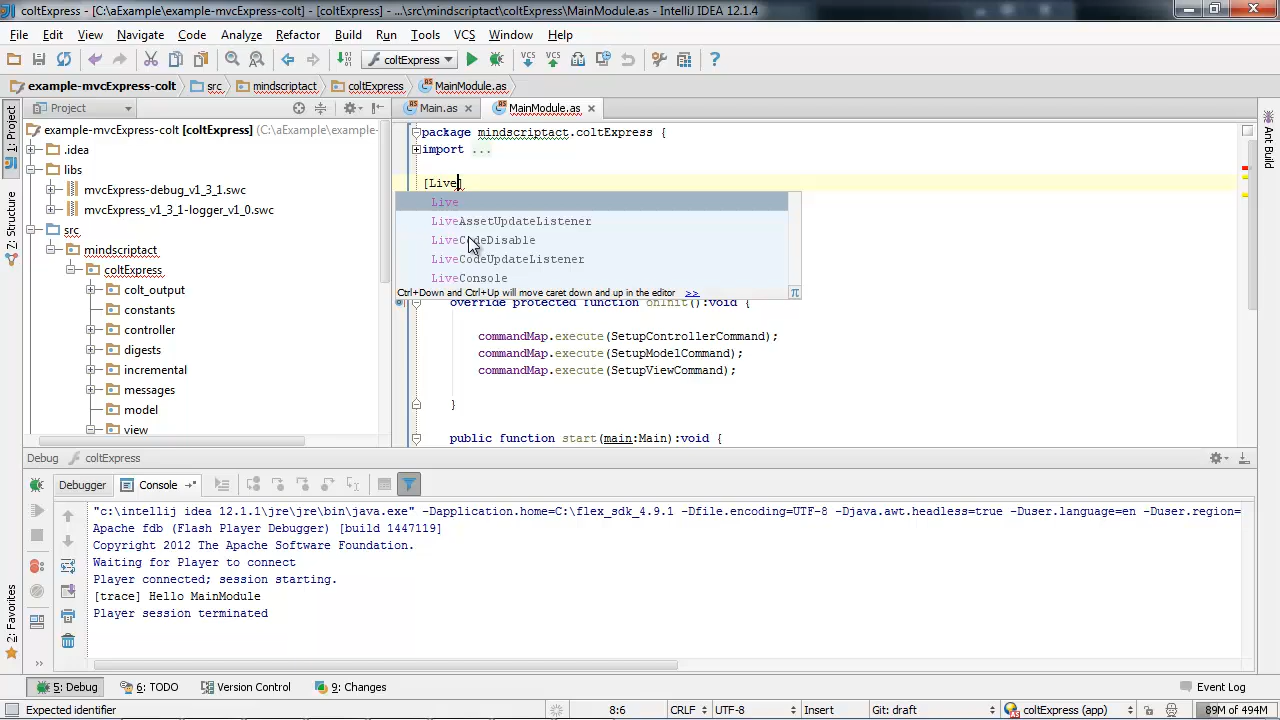 coltExpress - [C:\aExample\example-mvcExpress-colt] - [coltExpress] - ...\src\mindscriptact\coltExpress\MainModule.as - IntelliJ IDEA 12.1.4
File Edit View Navigate Code Analyze Refactor Build Run Tools VCS Window Help
coltExpress
example-mvcExpress-colt src mindscriptact coltExpress MainModule.as
Project
Main.as MainModule.as
1: Project
Z: Structure
2: Favorites
Ant Build
example-mvcExpress-colt [coltExpress] (C:\aExample\example-
.idea
libs
mvcExpress-debug_v1_3_1.swc
mvcExpress_v1_3_1-logger_v1_0.swc
src
mindscriptact
coltExpress
colt_output
constants
controller
digests
incremental
messages
model
view
package mindscriptact.coltExpress {
import ...
[Live]
Live
LiveAssetUpdateListener
LiveCodeDisable
LiveCodeUpdateListener
LiveConsole
Ctrl+Down and Ctrl+Up will move caret down and up in the editor >> π
override protected function onInit():void {
commandMap.execute(SetupControllerCommand);
commandMap.execute(SetupModelCommand);
commandMap.execute(SetupViewCommand);
}
public function start(main:Main):void {
Debug coltExpress
Debugger Console
"c:\intellij idea 12.1.1\jre\jre\bin\java.exe" -Dapplication.home=C:\flex_sdk_4.9.1 -Dfile.encoding=UTF-8 -Djava.awt.headless=true -Duser.language=en -Duser.region=
Apache fdb (Flash Player Debugger) [build 1447119]
Copyright 2012 The Apache Software Foundation.
Waiting for Player to connect
Player connected; session starting.
[trace] Hello MainModule
Player session terminated
5: Debug 6: TODO Version Control 9: Changes Event Log
Expected identifier 8:6 CRLF UTF-8 Insert Git: draft coltExpress (app) 89M of 494M